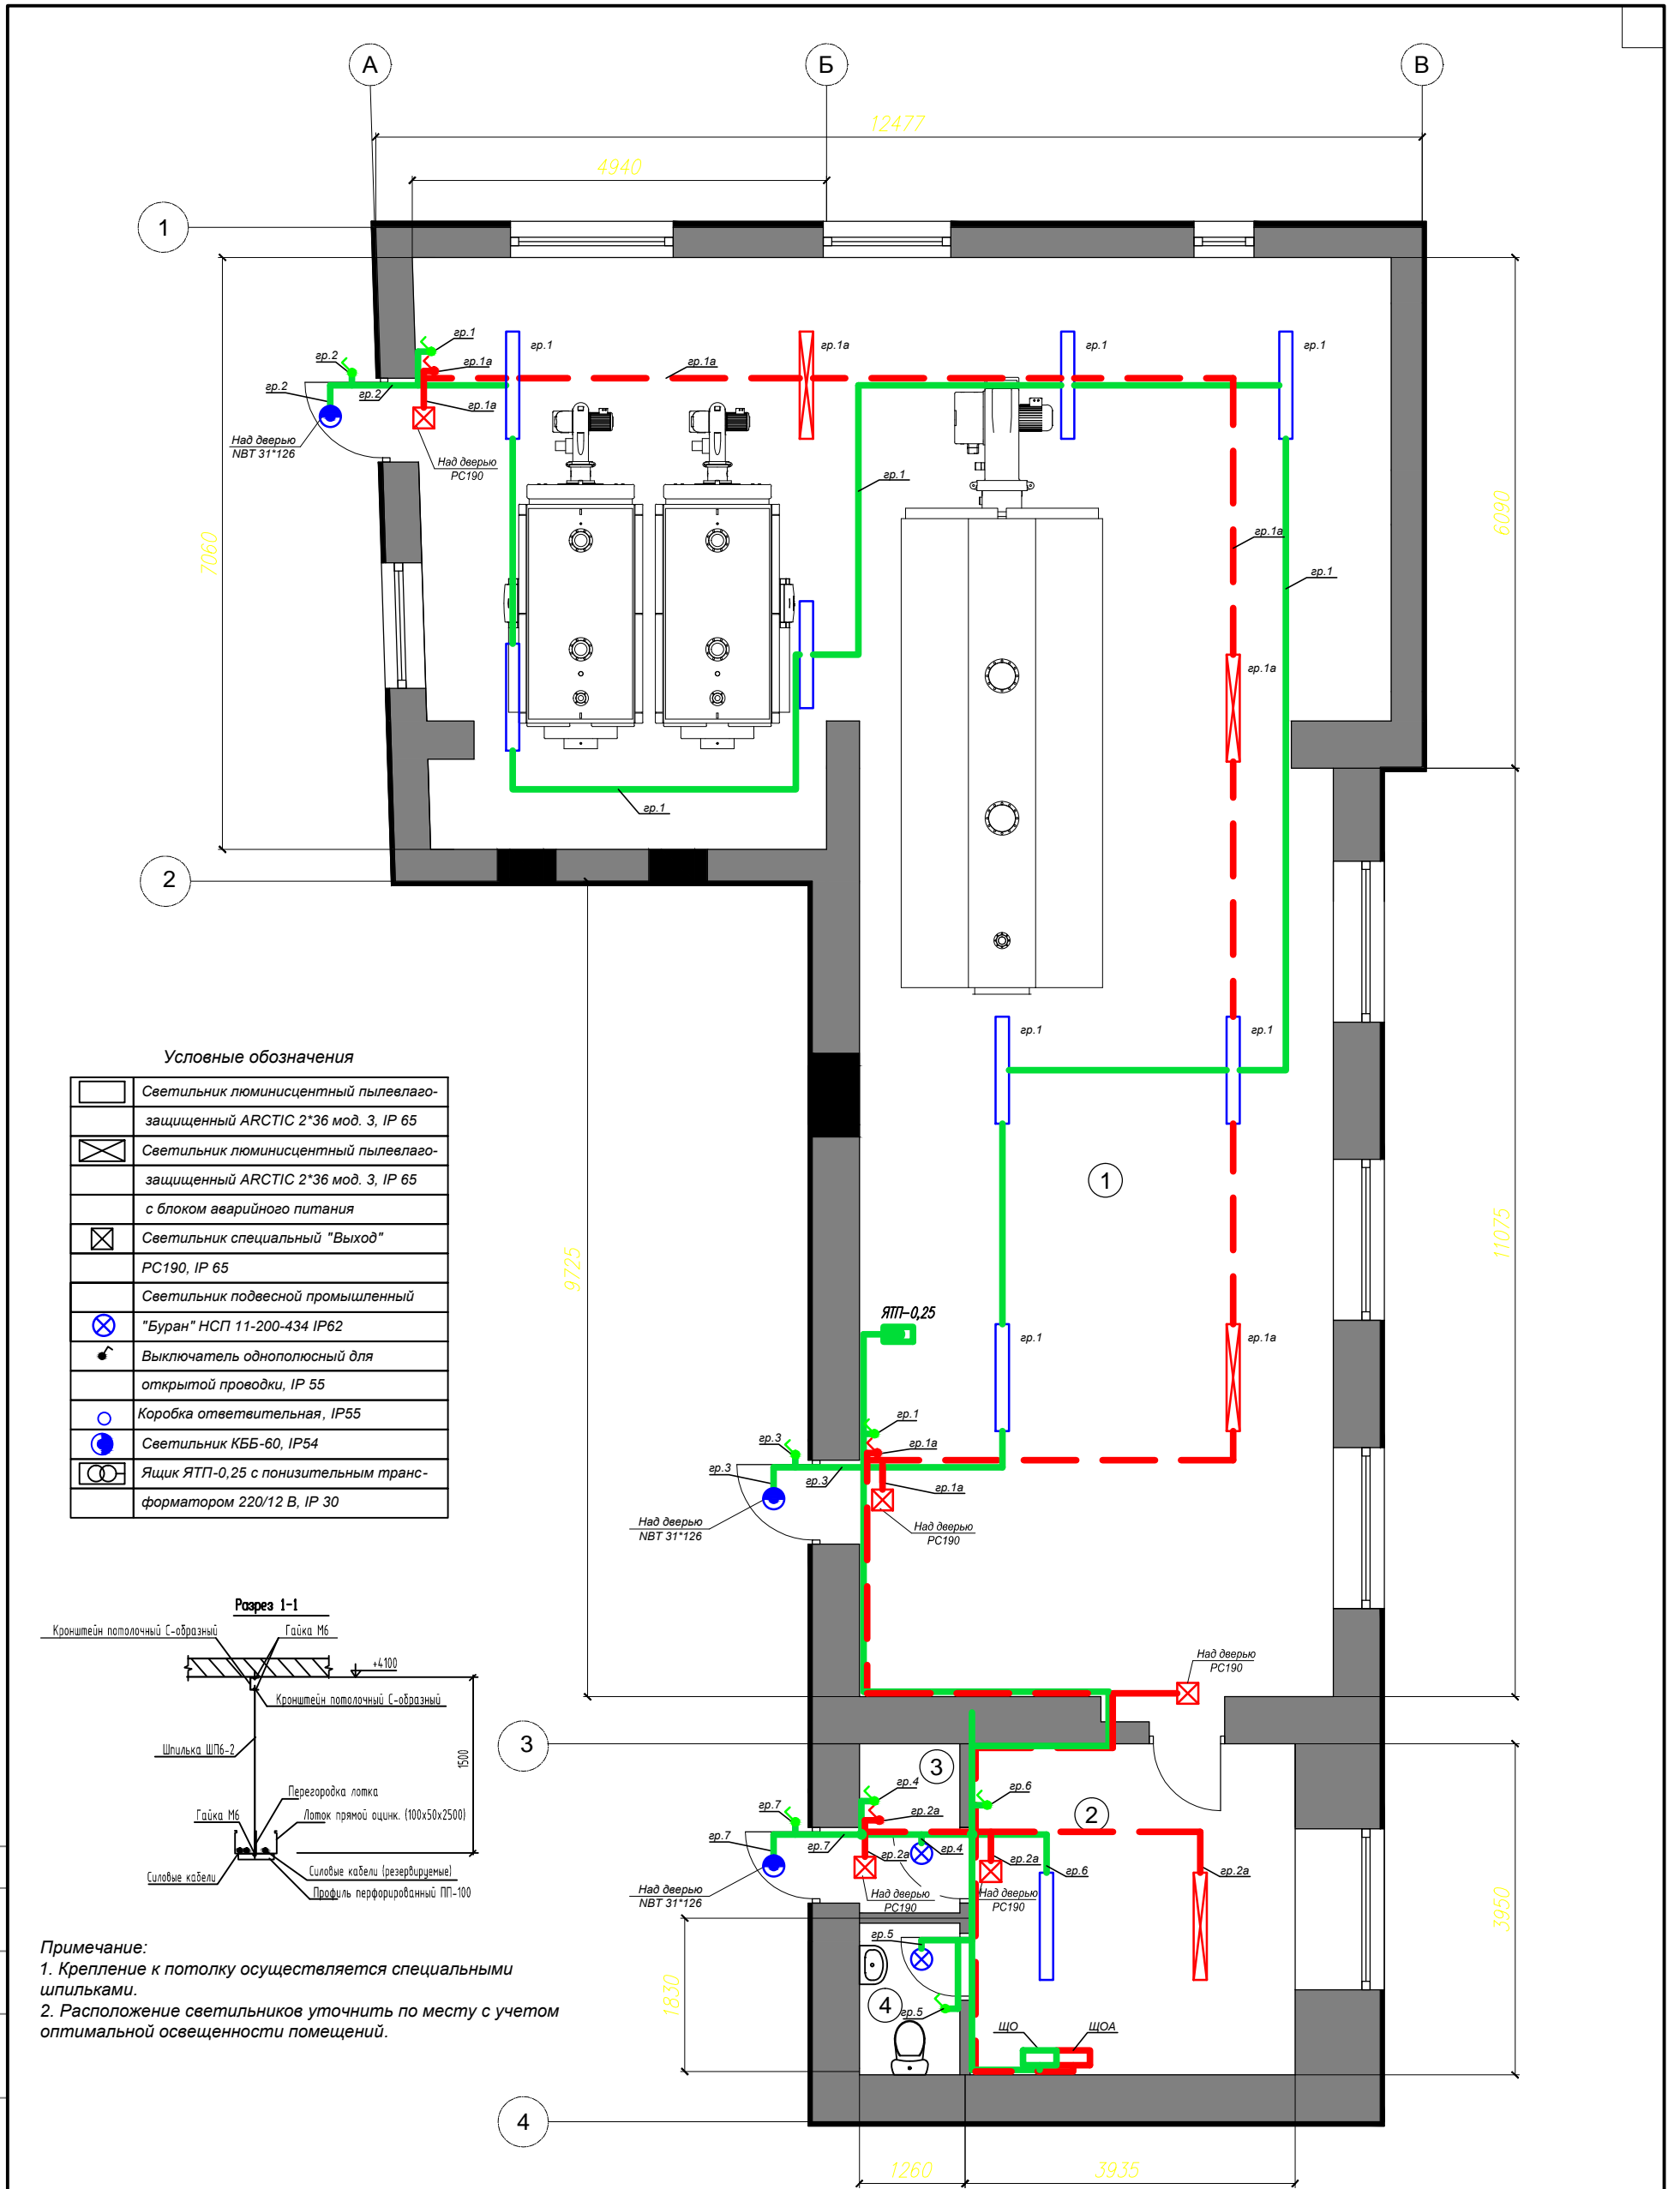 А
Б
В
12477
4940
1
гр.1
гр.2
гр.1а
гр.1
гр.1а
гр.1
гр.1
гр.1а
гр.2
гр.2
гр.1а
Над дверью
NBT 31*126
Над дверью
РС190
гр.1
7060
6090
гр.1а
гр.1
гр.1а
гр.1
2
гр.1
гр.1
Условные обозначения
Светильник люминисцентный пылевлаго-
защищенный ARCTIC 2*36 мод. 3, IP 65
Светильник люминисцентный пылевлаго-
защищенный ARCTIC 2*36 мод. 3, IP 65
с блоком аварийного питания
Светильник специальный "Выход"
РС190, IP 65
Светильник подвесной промышленный
"Буран" НСП 11-200-434 IP62
Выключатель однополюсный для
открытой проводки, IP 55
Коробка ответвительная, IP55
Светильник КББ-60, IP54
Ящик ЯТП-0,25 с понизительным транс-
форматором 220/12 В, IP 30
1
9725
11075
ЯТП-0,25
гр.1
гр.1а
гр.1
гр.3
гр.1а
гр.3
гр.3
гр.1а
Над дверью
NBT 31*126
Над дверью
РС190
Разрез 1-1
Кронштейн потолочный С-образный
Гайка М6
+4100
Кронштейн потолочный С-образный
Шпилька ШП6-2
1500
Перегородка лотка
Гайка М6
Лоток прямой оцинк. (100х50х2500)
Силовые кабели
Силовые кабели (резервируемые)
Профиль перфорированный ПП-100
Над дверью
РС190
3
3
гр.4
гр.6
2
гр.7
гр.2а
гр.7
гр.7
гр.2а
гр.4
гр.2а
гр.6
гр.2а
Над дверью
NBT 31*126
Над дверью
РС190
Над дверью
РС190
3950
гр.5
1830
4
гр.5
ЩО
ЩОА
Примечание:
1. Крепление к потолку осуществляется специальными
шпильками.
2. Расположение светильников уточнить по месту с учетом
оптимальной освещенности помещений.
4
1260
3935